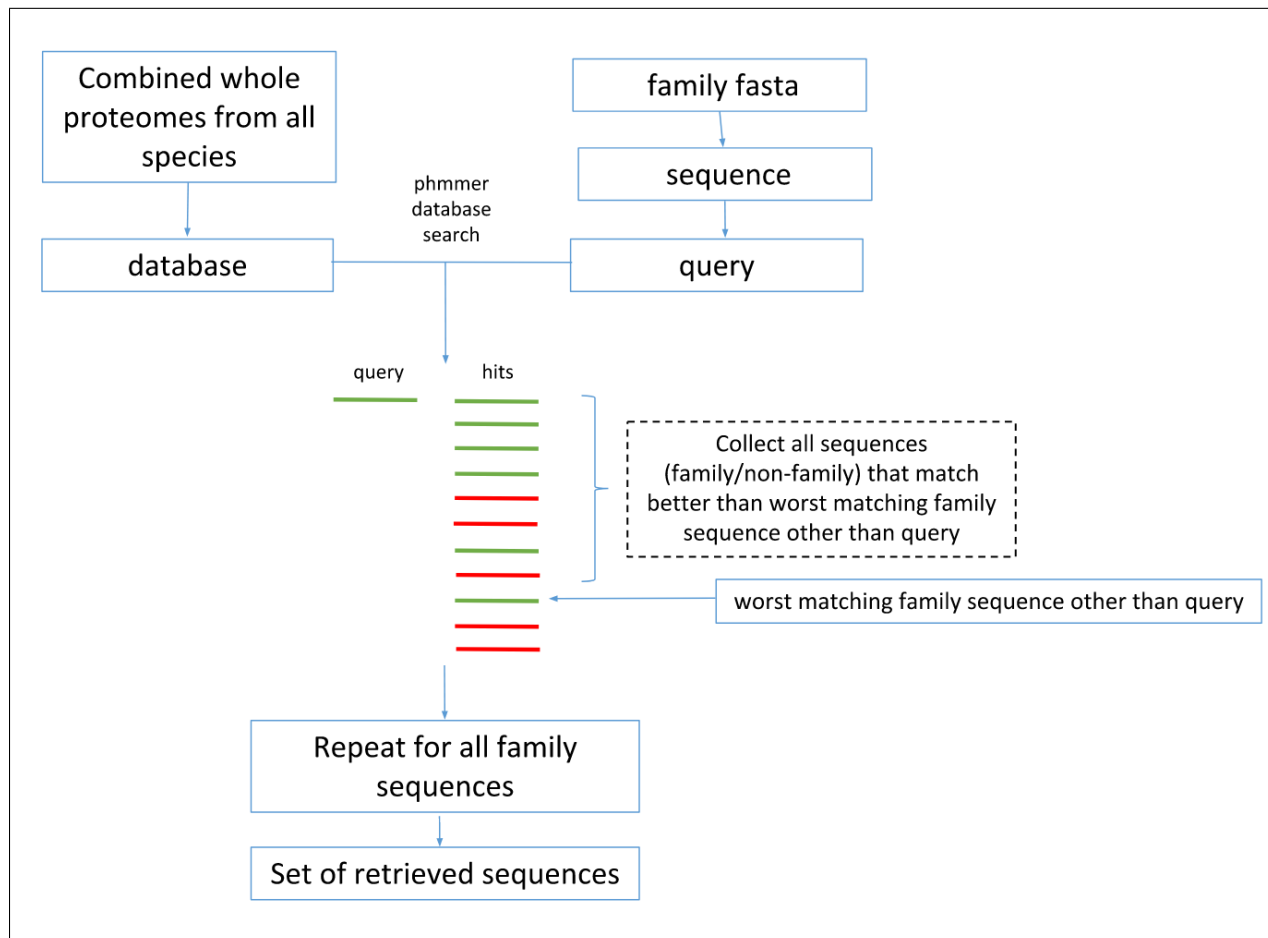 Combined whole
proteomes from all
species
family fasta
sequence
phmmer
database
search
database
query
query
hits
Collect all sequences
(family/non-family) that match
better than worst matching family
sequence other than query
worst matching family sequence other than query
Repeat for all family
sequences
Set of retrieved sequences